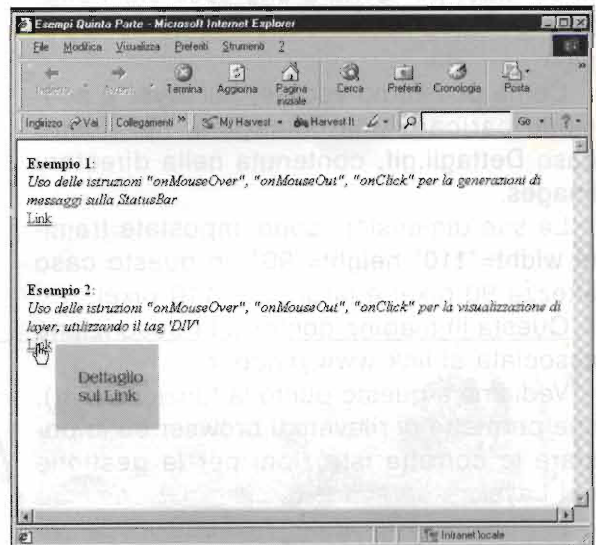 Esempi Quinta Parte - Microsoft Internet Explorer
File Modifica Visualizza Preferiti Strumenti ?
Indietro Avanti Termina Aggiorna Pagina iniziale Cerca Preferiti Cronologia Posta »
Indirizzo Vai Collegamenti » My Harvest Harvest It Go ?
Esempio 1:
Uso delle istruzioni "onMouseOver", "onMouseOut", "onClick" per la generazioni di
messaggi sulla StatusBar
Link
Esempio 2:
Uso delle istruzioni "onMouseOver", "onMouseOut", "onClick" per la visualizzazione di
layer, utilizzando il tag 'DIV'
Link
Dettaglio
sul Link
Intranet locale